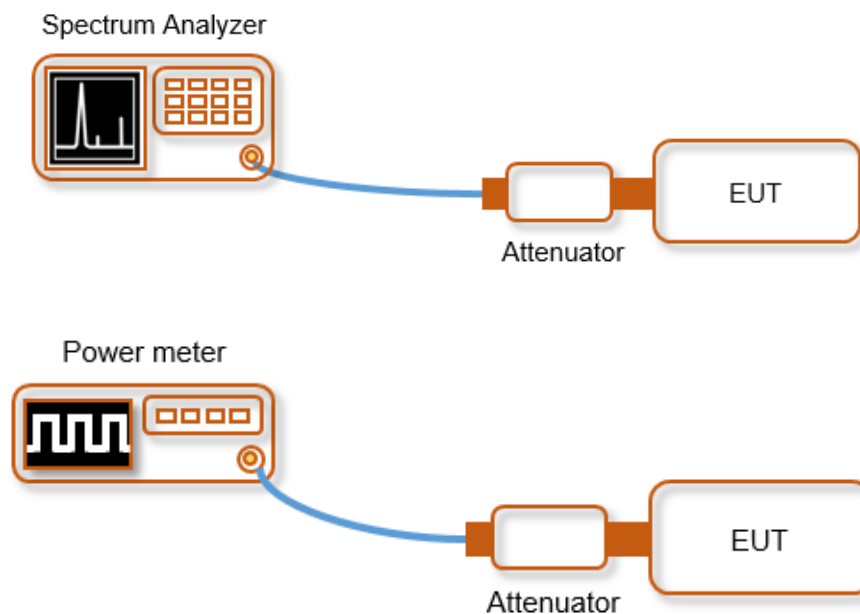 Spectrum Analyzer
EUT
Attenuator
Power meter
EUT
Attenuator